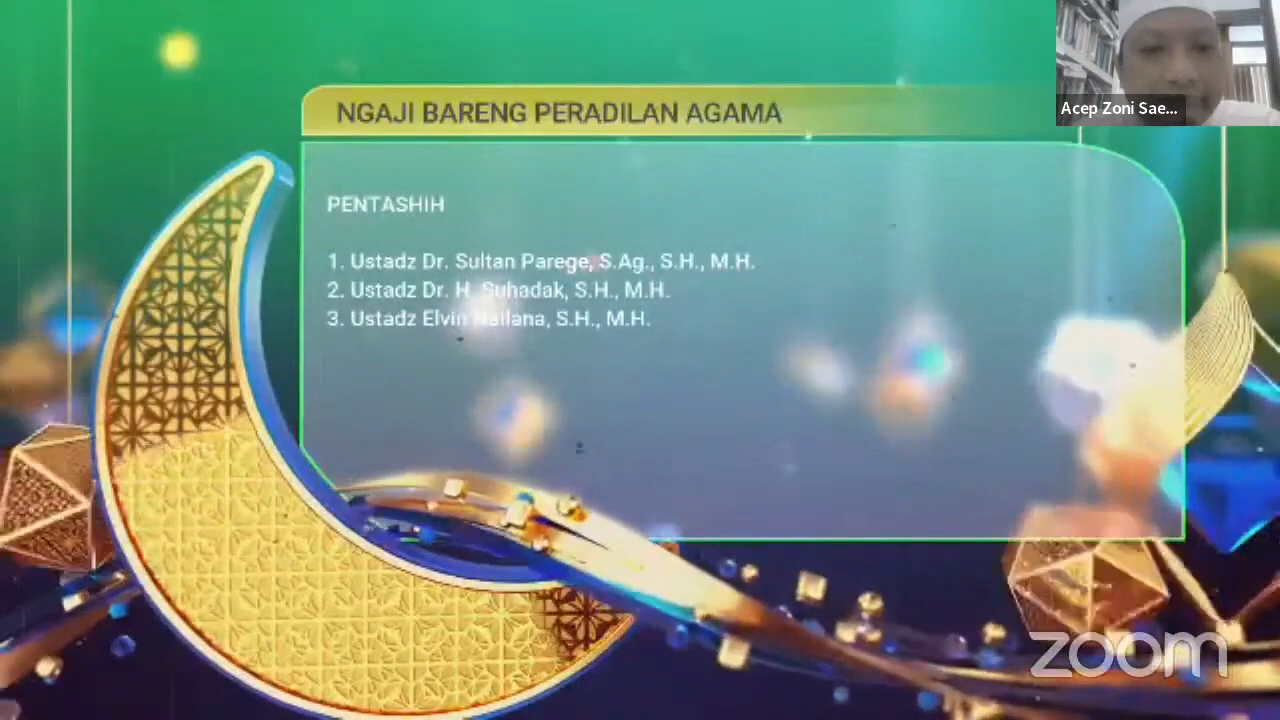 NGAJI BARENG PERADILAN AGAMA
Acep Zoni Sae...
PENTASHIH
1. Ustadz Dr. Sultan Parege, S.Ag., S.H., M.H.
2. Ustadz Dr. H. Suhadak, S.H., M.H.
3. Ustadz Elvin Nailana, S.H., M.H.
zoom